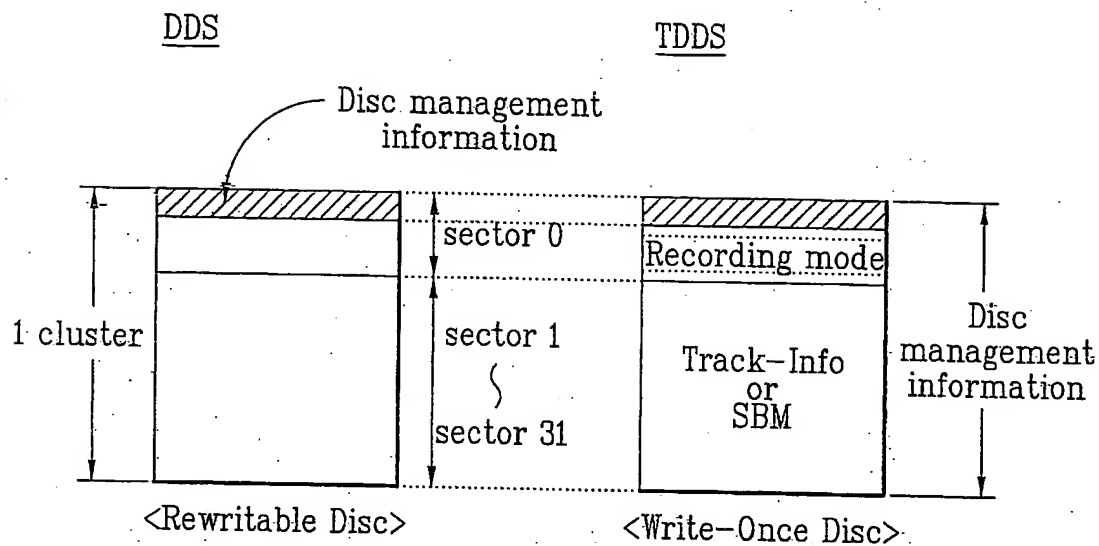 DDS
TDDS
Disc management
information
sector 0
Recording mode
1 cluster
sector 1
sector 31
Track-Info
or
SBM
Disc
management
information
<Rewritable Disc>
<Write-Once Disc>